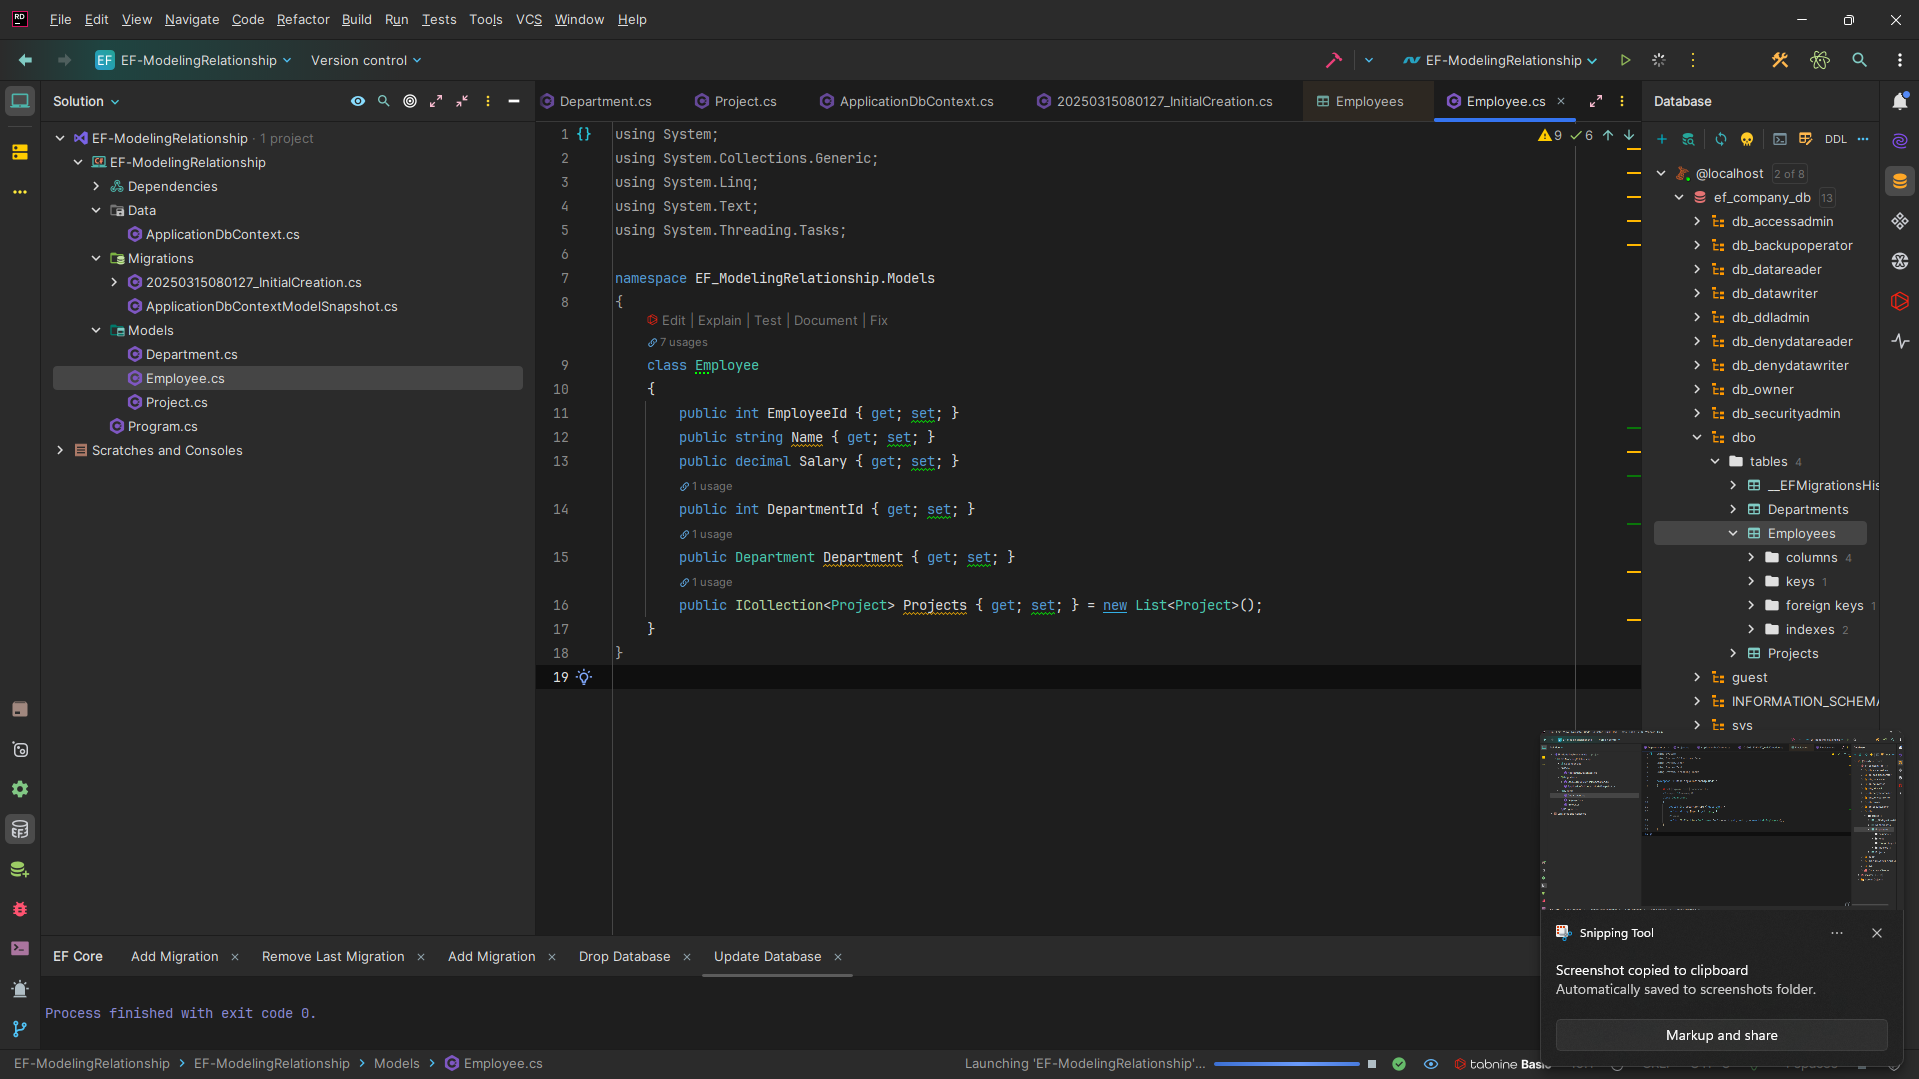 RD File Edit View Navigate Code Refactor Build Run Tests Tools VCS Window Help
EF EF-ModelingRelationship Version control EF-ModelingRelationship
Solution
EF-ModelingRelationship · 1 project
EF-ModelingRelationship
Dependencies
Data
ApplicationDbContext.cs
Migrations
20250315080127_InitialCreation.cs
ApplicationDbContextModelSnapshot.cs
Models
Department.cs
Employee.cs
Project.cs
Program.cs
Scratches and Consoles
Department.cs Project.cs ApplicationDbContext.cs 20250315080127_InitialCreation.cs Employees Employee.cs
9 6
1 using System;
2 using System.Collections.Generic;
3 using System.Linq;
4 using System.Text;
5 using System.Threading.Tasks;
6
7 namespace EF_ModelingRelationship.Models
8 {
Edit | Explain | Test | Document | Fix
7 usages
9 class Employee
10 {
11 public int EmployeeId { get; set; }
12 public string Name { get; set; }
13 public decimal Salary { get; set; }
1 usage
14 public int DepartmentId { get; set; }
1 usage
15 public Department Department { get; set; }
1 usage
16 public ICollection<Project> Projects { get; set; } = new List<Project>();
17 }
18 }
19
Database
DDL
@localhost 2 of 8
ef_company_db 13
db_accessadmin
db_backupoperator
db_datareader
db_datawriter
db_ddladmin
db_denydatareader
db_denydatawriter
db_owner
db_securityadmin
dbo
tables 4
__EFMigrationsHis
Departments
Employees
columns 4
keys 1
foreign keys 1
indexes 2
Projects
guest
INFORMATION_SCHEMA
sys
Snipping Tool
Screenshot copied to clipboard
Automatically saved to screenshots folder.
Markup and share
EF Core Add Migration Remove Last Migration Add Migration Drop Database Update Database
Process finished with exit code 0.
EF-ModelingRelationship EF-ModelingRelationship Models Employee.cs Launching 'EF-ModelingRelationship'... tabnine Basic